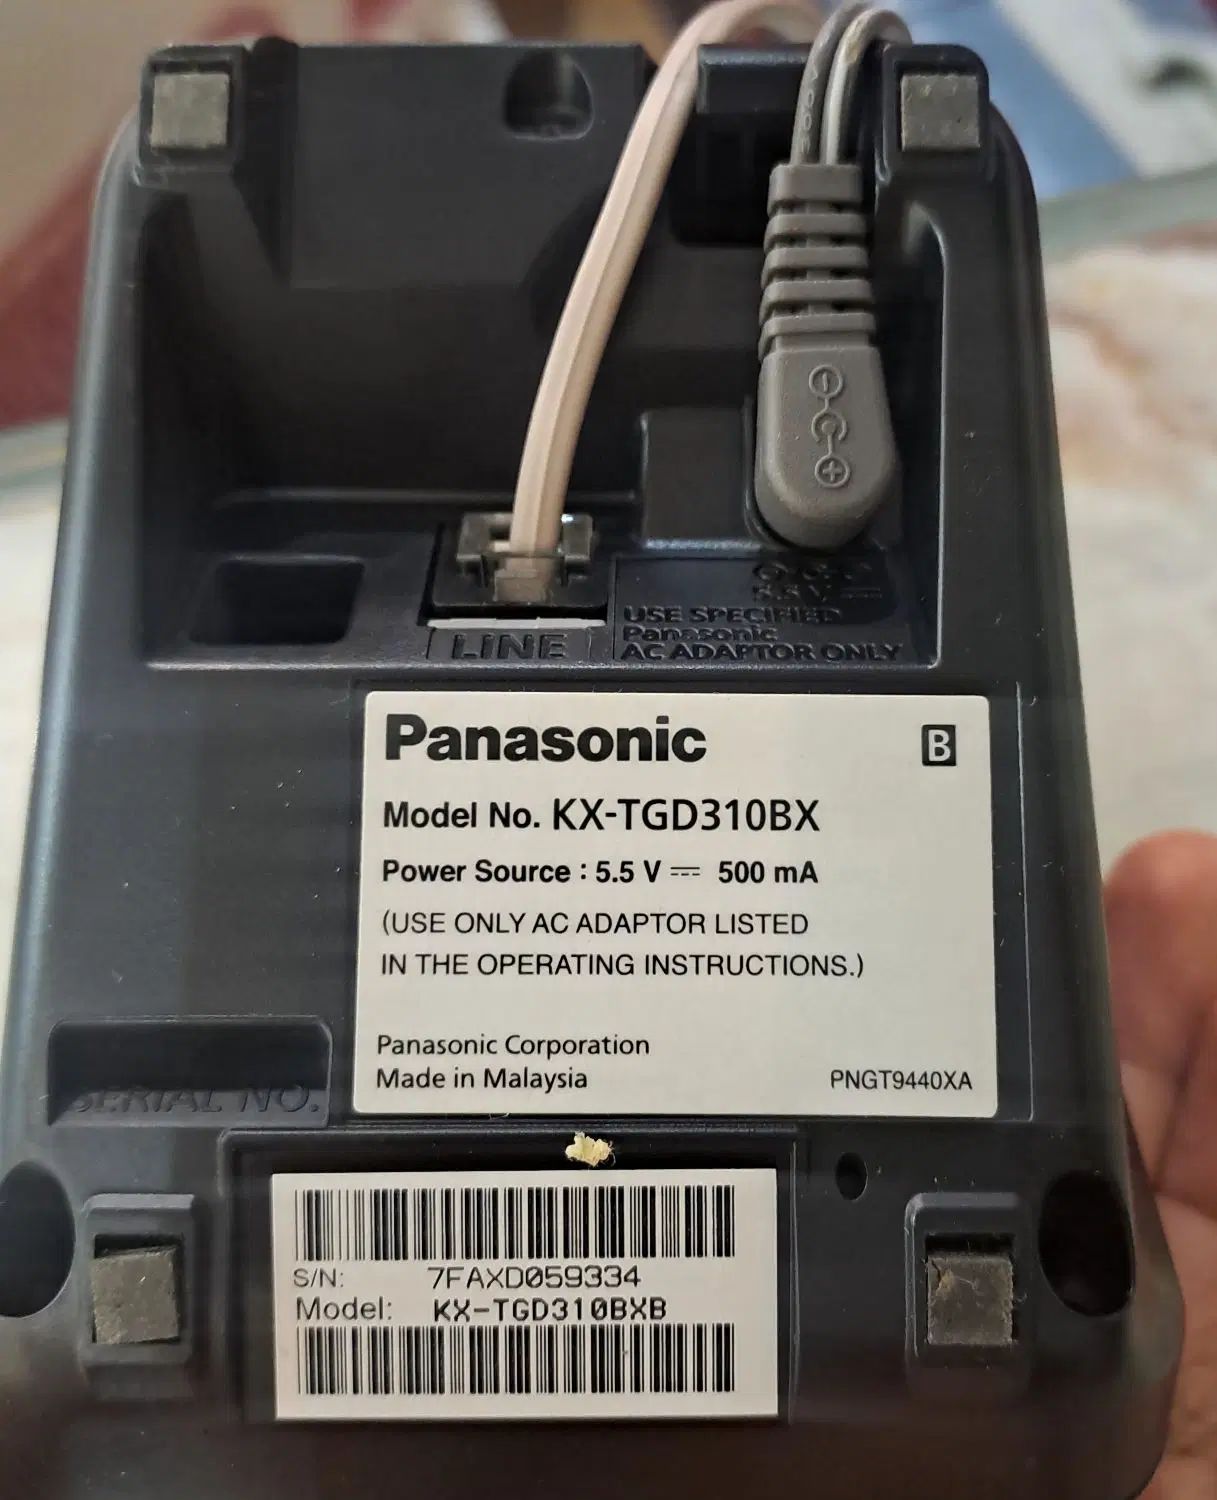 5.5 V
USE SPECIFIED
Panasonic
AC ADAPTOR ONLY
LINE
Panasonic
B
Model No. KX-TGD310BX
Power Source : 5.5 V ⎓ 500 mA
(USE ONLY AC ADAPTOR LISTED
IN THE OPERATING INSTRUCTIONS.)
Panasonic Corporation
Made in Malaysia
PNGT9440XA
SERIAL NO.
S/N: 7FAXD059334
Model: KX-TGD310BXB